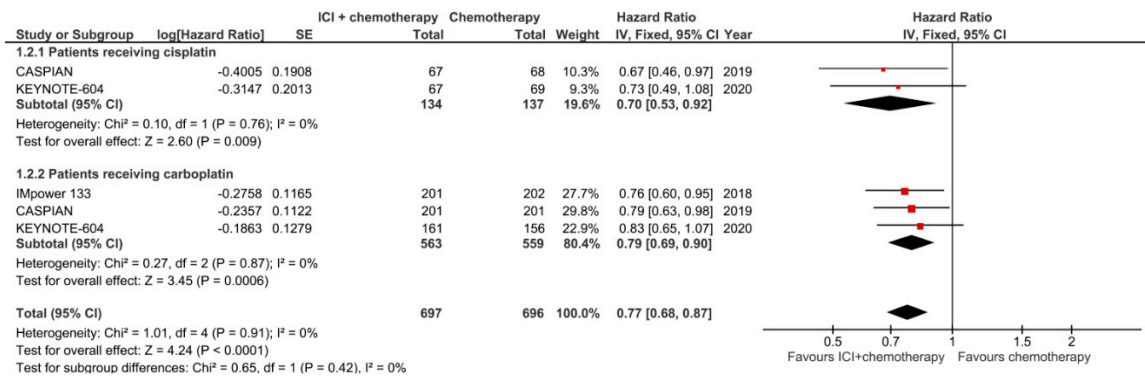 ICI + chemotherapy Chemotherapy Hazard Ratio Hazard Ratio
Study or Subgroup log[Hazard Ratio] SE Total Total Weight IV, Fixed, 95% CI Year IV, Fixed, 95% CI
1.2.1 Patients receiving cisplatin
CASPIAN -0.4005 0.1908 67 68 10.3% 0.67 [0.46, 0.97] 2019
KEYNOTE-604 -0.3147 0.2013 67 69 9.3% 0.73 [0.49, 1.08] 2020
Subtotal (95% CI) 134 137 19.6% 0.70 [0.53, 0.92]
Heterogeneity: Chi² = 0.10, df = 1 (P = 0.76); I² = 0%
Test for overall effect: Z = 2.60 (P = 0.009)
1.2.2 Patients receiving carboplatin
IMpower 133 -0.2758 0.1165 201 202 27.7% 0.76 [0.60, 0.95] 2018
CASPIAN -0.2357 0.1122 201 201 29.8% 0.79 [0.63, 0.98] 2019
KEYNOTE-604 -0.1863 0.1279 161 156 22.9% 0.83 [0.65, 1.07] 2020
Subtotal (95% CI) 563 559 80.4% 0.79 [0.69, 0.90]
Heterogeneity: Chi² = 0.27, df = 2 (P = 0.87); I² = 0%
Test for overall effect: Z = 3.45 (P = 0.0006)
Total (95% CI) 697 696 100.0% 0.77 [0.68, 0.87]
Heterogeneity: Chi² = 1.01, df = 4 (P = 0.91); I² = 0%
Test for overall effect: Z = 4.24 (P < 0.0001)
Test for subgroup differences: Chi² = 0.65, df = 1 (P = 0.42), I² = 0%
0.5 0.7 1 1.5 2
Favours ICI+chemotherapy Favours chemotherapy